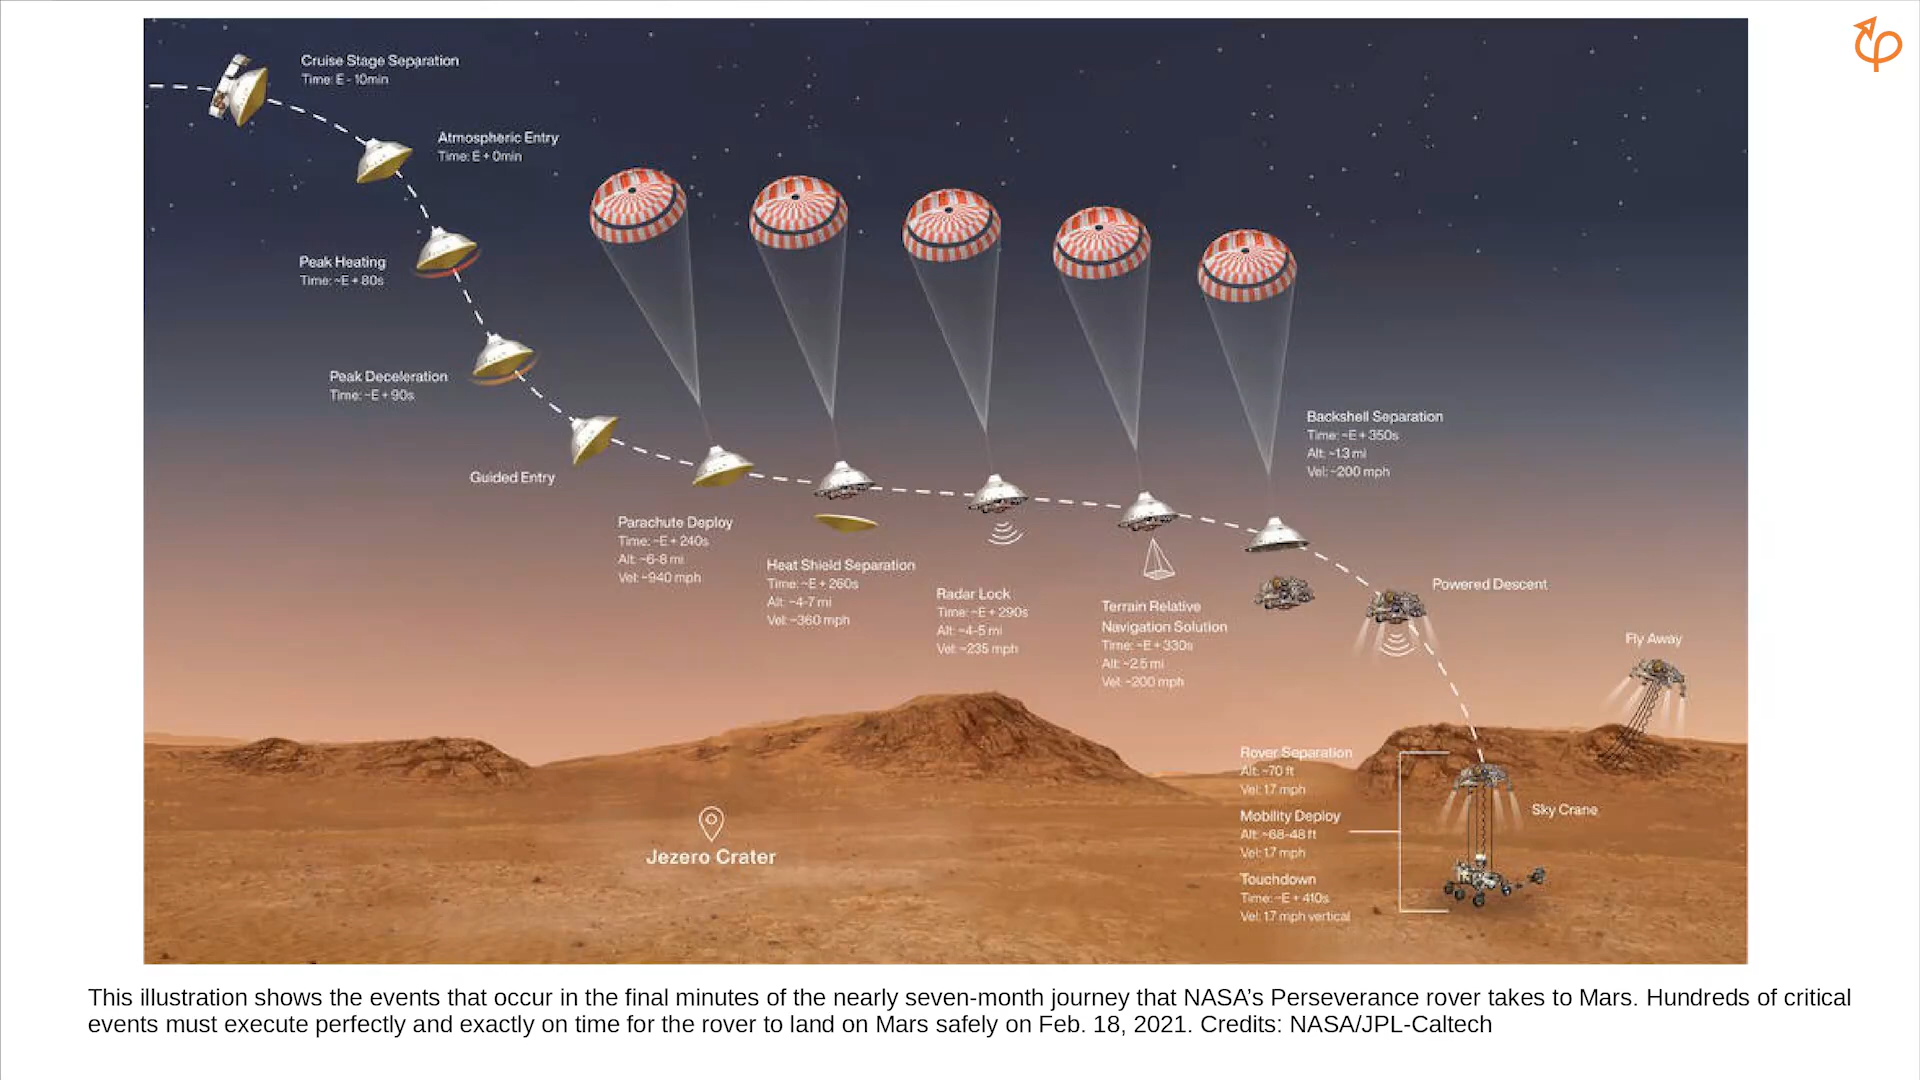 Cruise Stage Separation
Time: E - 10min
Atmospheric Entry
Time: E + 0min
Peak Heating
Time: ~E + 80s
Peak Deceleration
Time: ~E + 90s
Guided Entry
Parachute Deploy
Time: ~E + 240s
Alt: ~6-8 mi
Vel: ~940 mph
Heat Shield Separation
Time: ~E + 260s
Alt: ~4-7 mi
Vel: ~360 mph
Radar Lock
Time: ~E + 290s
Alt: ~4-5 mi
Vel: ~235 mph
Terrain Relative
Navigation Solution
Time: ~E + 330s
Alt: ~2.5 mi
Vel: ~200 mph
Backshell Separation
Time: ~E + 350s
Alt: ~1.3 mi
Vel: ~200 mph
Powered Descent
Fly Away
Rover Separation
Alt: ~70 ft
Vel: 1.7 mph
Mobility Deploy
Alt: ~68-48 ft
Vel: 1.7 mph
Touchdown
Time: ~E + 410s
Vel: 1.7 mph vertical
Sky Crane
Jezero Crater
This illustration shows the events that occur in the final minutes of the nearly seven-month journey that NASA’s Perseverance rover takes to Mars. Hundreds of critical
events must execute perfectly and exactly on time for the rover to land on Mars safely on Feb. 18, 2021. Credits: NASA/JPL-Caltech